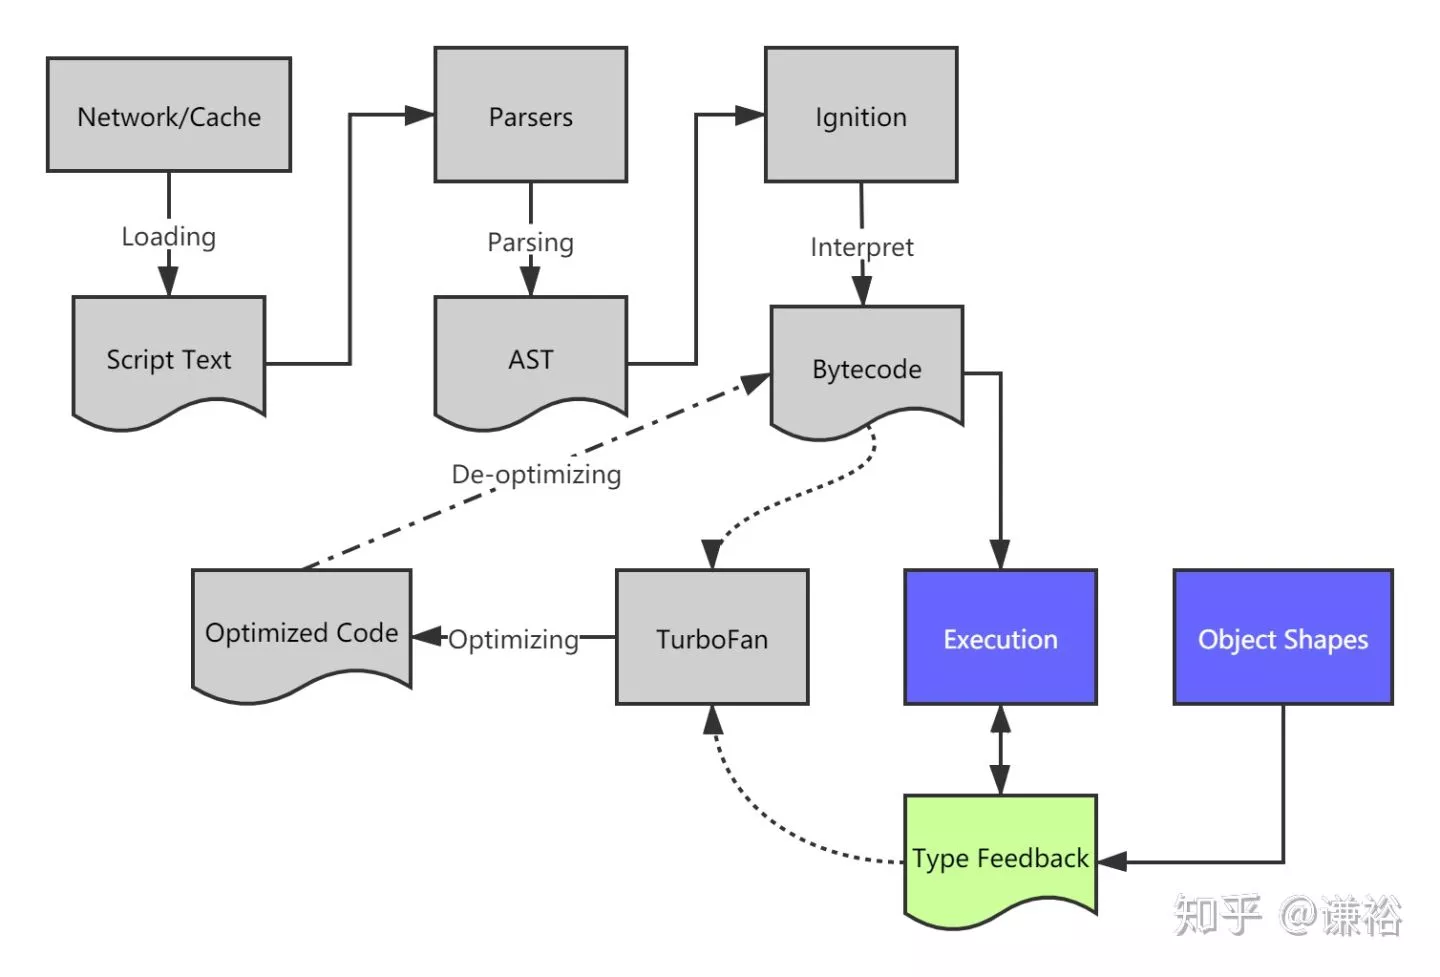 Network/Cache
Parsers
Ignition
Loading
Parsing
Interpret
Script Text
AST
Bytecode
De-optimizing
Optimized Code
Optimizing
TurboFan
Execution
Object Shapes
Type Feedback
知乎 @谦裕